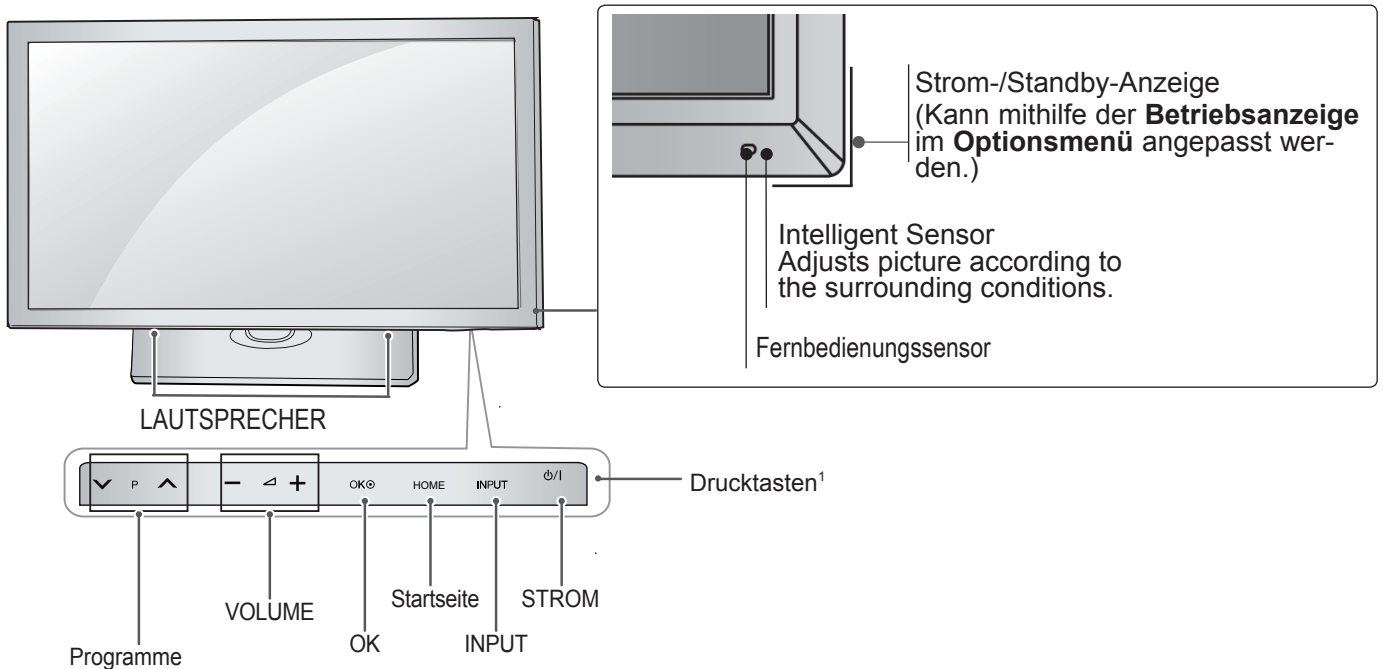 Strom-/Standby-Anzeige
(Kann mithilfe der Betriebsanzeige
im Optionsmenü angepasst wer-
den.)
Intelligent Sensor
Adjusts picture according to
the surrounding conditions.
Fernbedienungssensor
LAUTSPRECHER
P
OK
HOME
INPUT
Drucktasten¹
Startseite
STROM
VOLUME
OK
INPUT
Programme